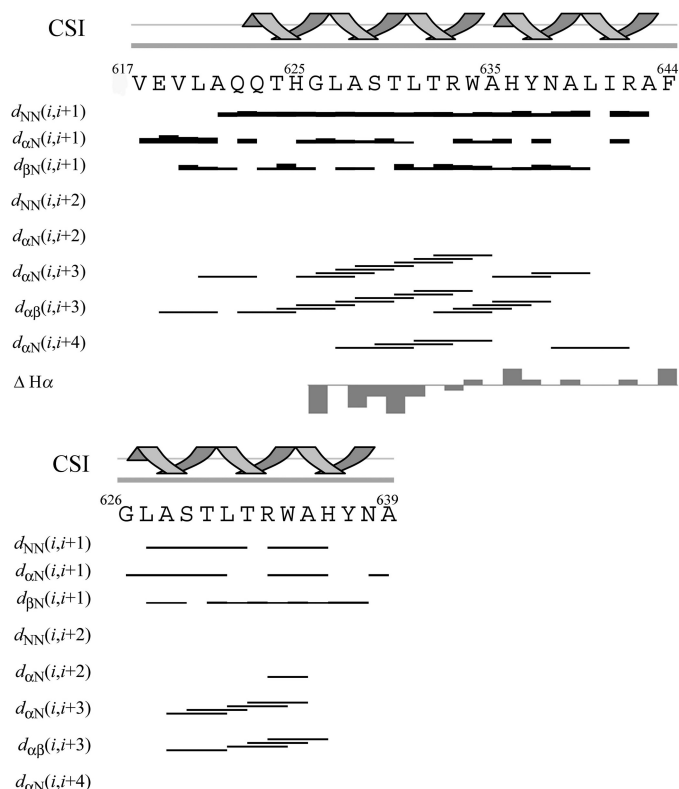 CSI
617 625 635 644
VEVLAQQTHGLASTLTRWAHYNALIRAF
dNN(i,i+1)
dαN(i,i+1)
dβN(i,i+1)
dNN(i,i+2)
dαN(i,i+2)
dαN(i,i+3)
dαβ(i,i+3)
dαN(i,i+4)
Δ Hα
CSI
626 639
GLASTLTRWAHYNA
dNN(i,i+1)
dαN(i,i+1)
dβN(i,i+1)
dNN(i,i+2)
dαN(i,i+2)
dαN(i,i+3)
dαβ(i,i+3)
dαN(i,i+4)